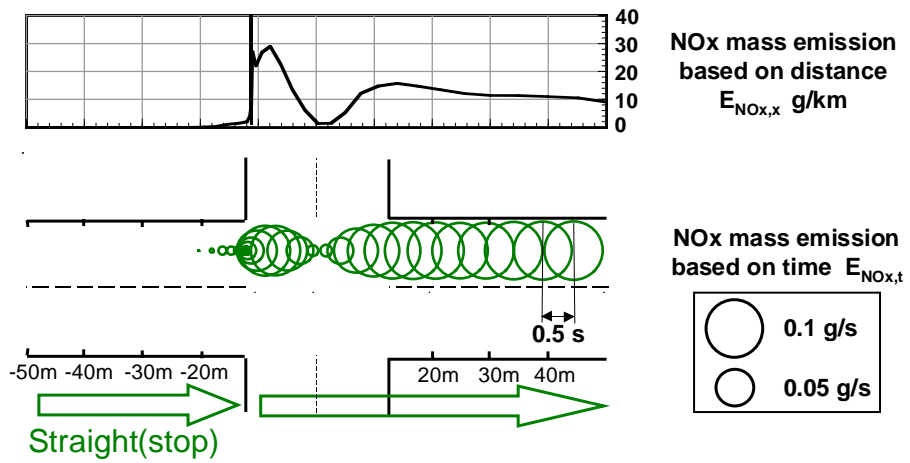 40
30
20
10
0
NOx mass emission
based on distance
E_NOx,x g/km
NOx mass emission
based on time E_NOx,t
0.1 g/s
0.05 g/s
0.5 s
-50m -40m -30m -20m 20m 30m 40m
Straight(stop)